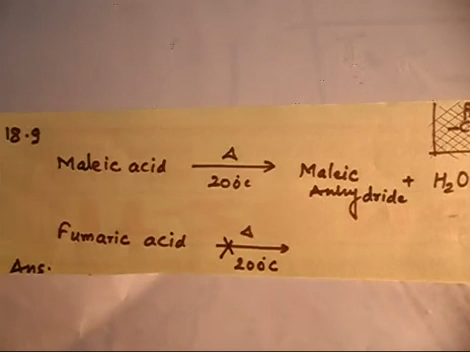 18.9
Maleic acid Δ 200°C → Maleic Anhydride + H₂O
Fumaric acid Δ 200°C
Ans.